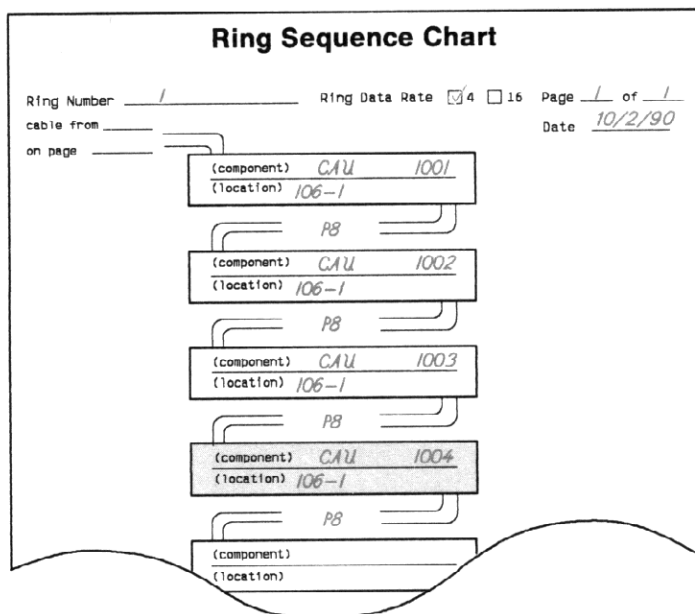 Ring Sequence Chart
Ring Number 1 Ring Data Rate ☑4 ☐16 Page 1 of 1
cable from
Date 10/2/90
on page
(component) CAU 1001
(location) 106-1
P8
(component) CAU 1002
(location) 106-1
P8
(component) CAU 1003
(location) 106-1
P8
(component) CAU 1004
(location) 106-1
P8
(component)
(location)